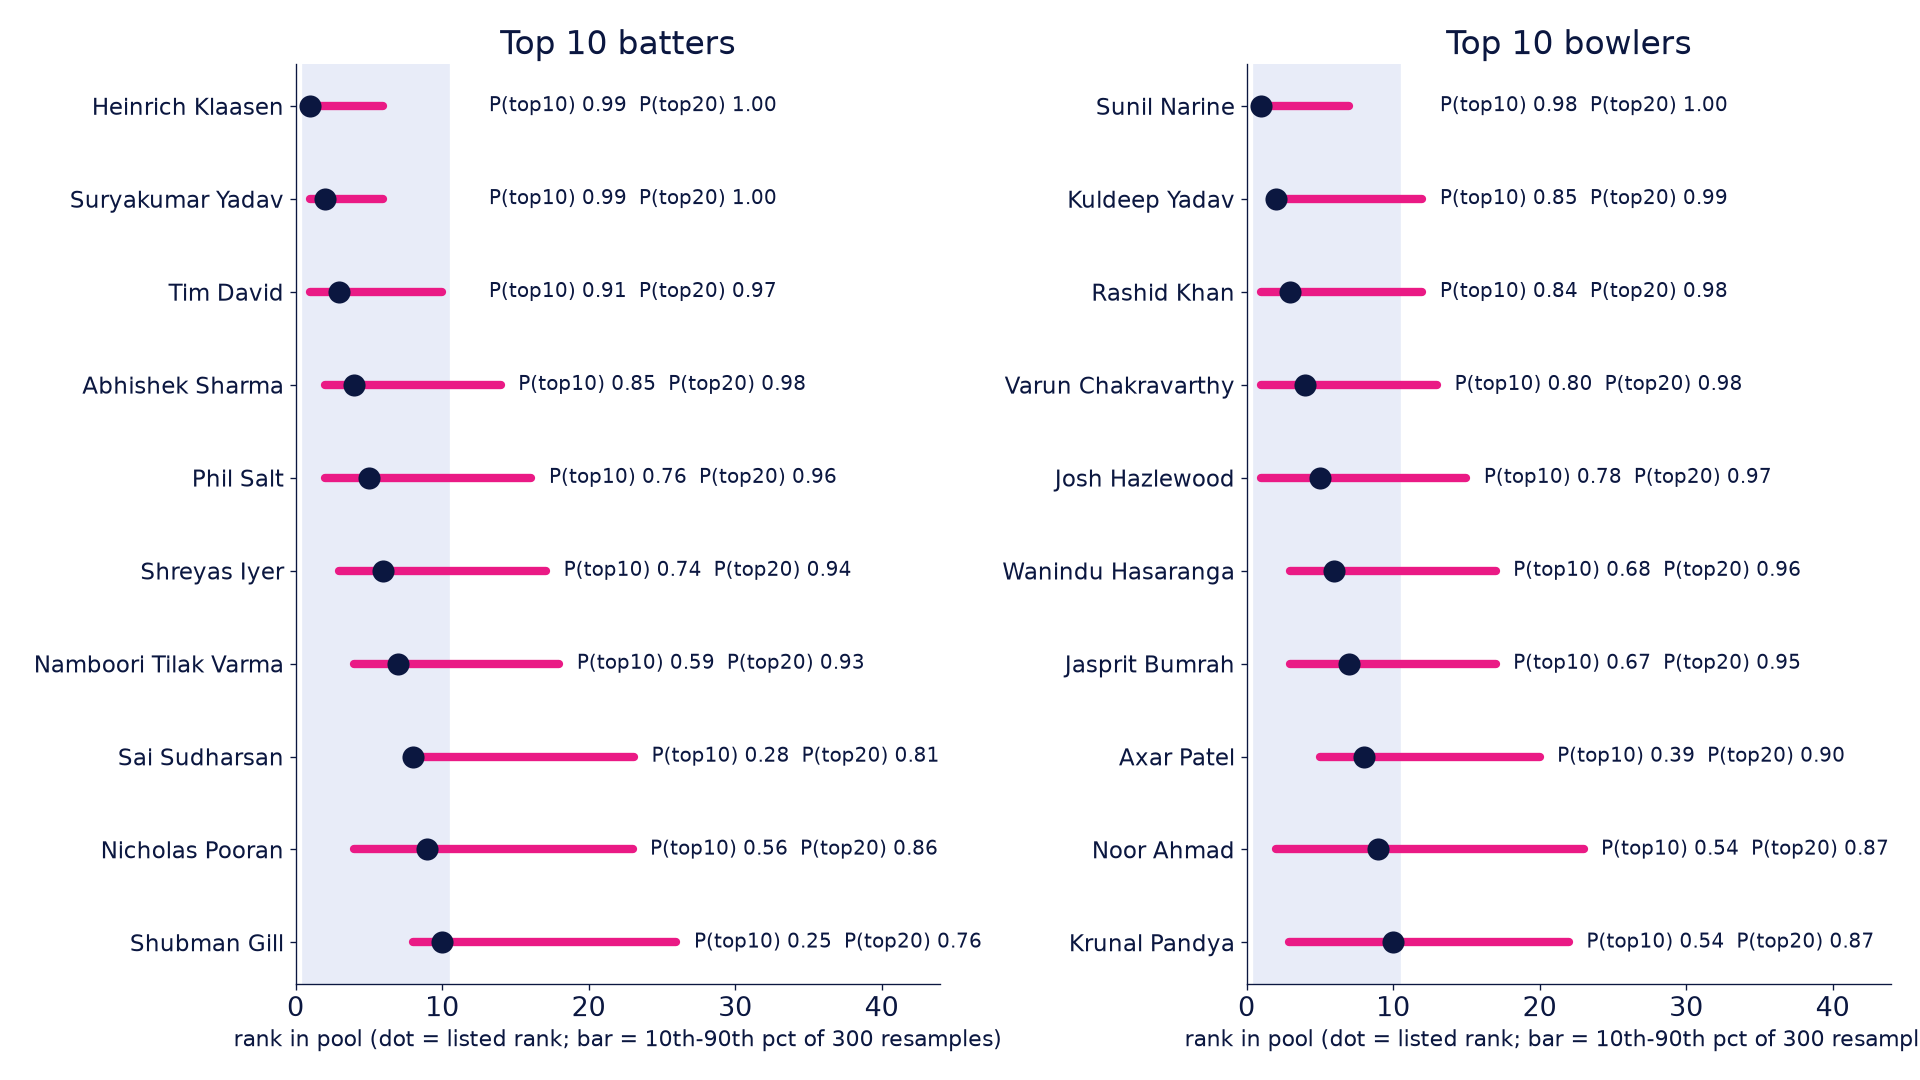 Top 10 batters
Heinrich Klaasen P(top10) 0.99 P(top20) 1.00
Suryakumar Yadav P(top10) 0.99 P(top20) 1.00
Tim David P(top10) 0.91 P(top20) 0.97
Abhishek Sharma P(top10) 0.85 P(top20) 0.98
Phil Salt P(top10) 0.76 P(top20) 0.96
Shreyas Iyer P(top10) 0.74 P(top20) 0.94
Namboori Tilak Varma P(top10) 0.59 P(top20) 0.93
Sai Sudharsan P(top10) 0.28 P(top20) 0.81
Nicholas Pooran P(top10) 0.56 P(top20) 0.86
Shubman Gill P(top10) 0.25 P(top20) 0.76
0 10 20 30 40
rank in pool (dot = listed rank; bar = 10th-90th pct of 300 resamples)
Top 10 bowlers
Sunil Narine P(top10) 0.98 P(top20) 1.00
Kuldeep Yadav P(top10) 0.85 P(top20) 0.99
Rashid Khan P(top10) 0.84 P(top20) 0.98
Varun Chakravarthy P(top10) 0.80 P(top20) 0.98
Josh Hazlewood P(top10) 0.78 P(top20) 0.97
Wanindu Hasaranga P(top10) 0.68 P(top20) 0.96
Jasprit Bumrah P(top10) 0.67 P(top20) 0.95
Axar Patel P(top10) 0.39 P(top20) 0.90
Noor Ahmad P(top10) 0.54 P(top20) 0.87
Krunal Pandya P(top10) 0.54 P(top20) 0.87
0 10 20 30 40
rank in pool (dot = listed rank; bar = 10th-90th pct of 300 resampl